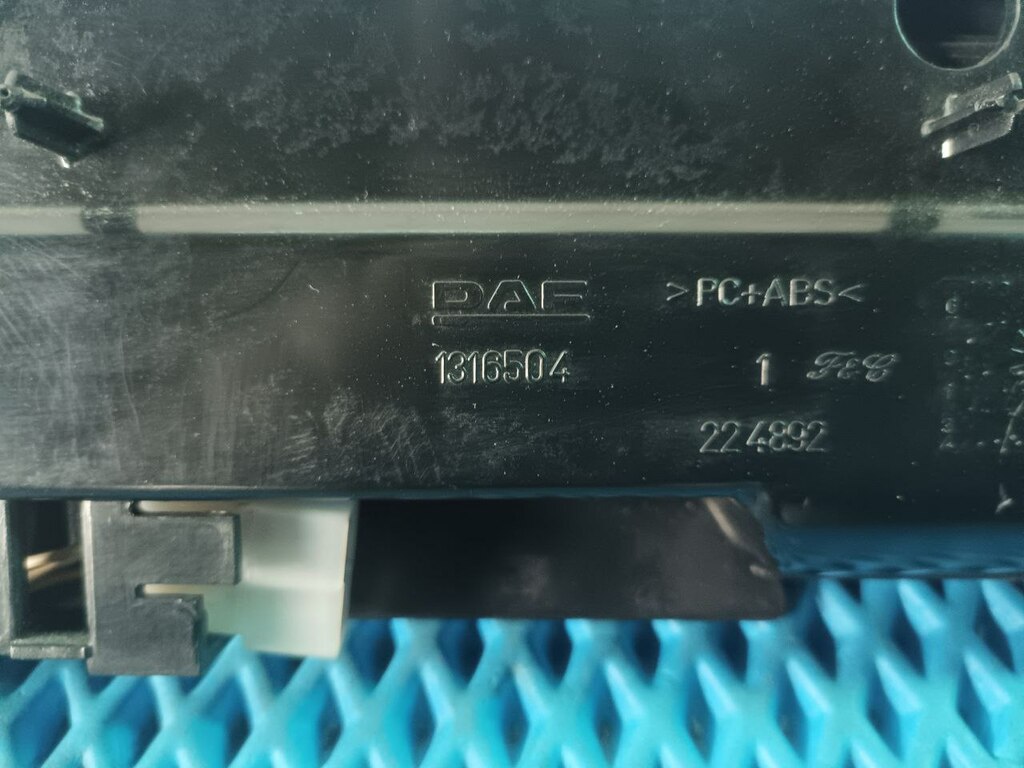 DAF >PC+ABS<
1316504 1 F&C
224892